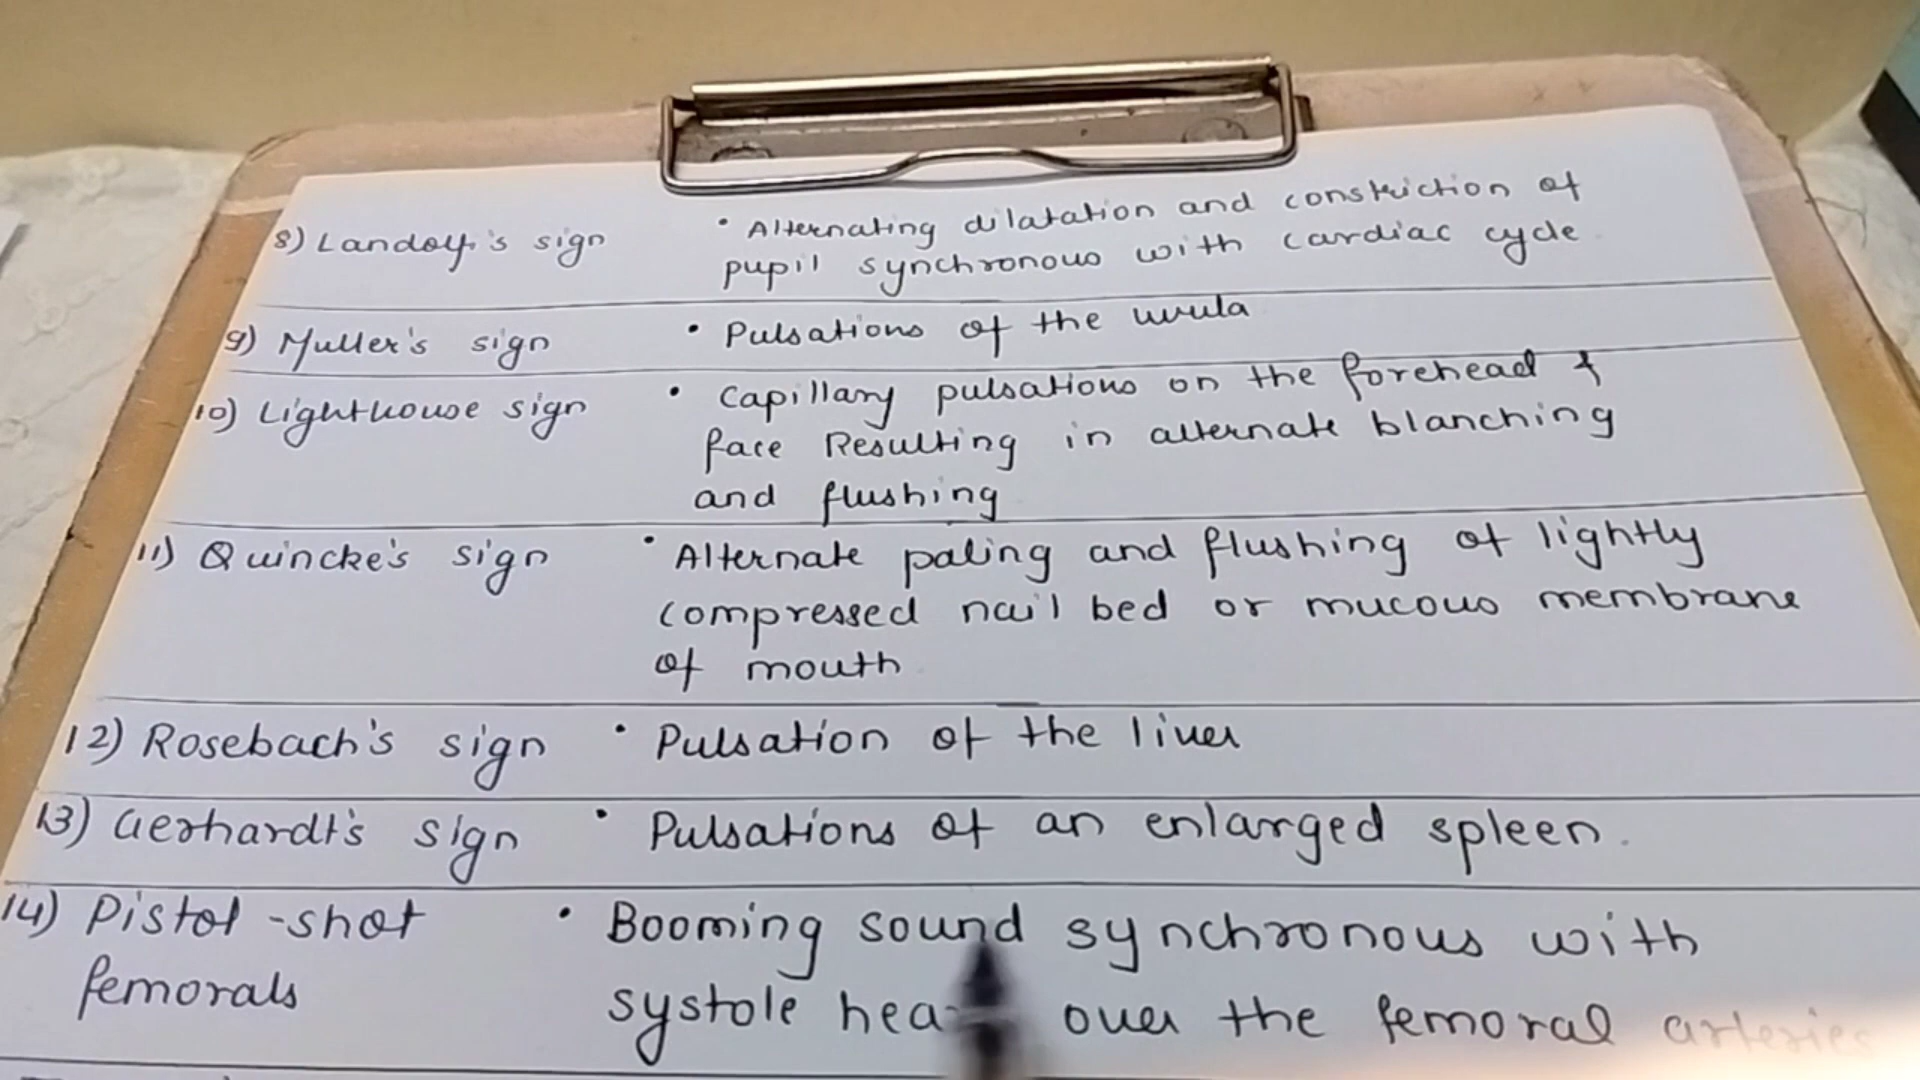 8) Landolfi's sign
• Alternating dilatation and constriction of
pupil synchronous with cardiac cycle
9) Muller's sign
• Pulsations of the uvula
10) Lighthouse sign
• Capillary pulsations on the forehead &
face Resulting in alternate blanching
and flushing
11) Quincke's sign
• Alternate paling and flushing of lightly
compressed nail bed or mucous membrane
of mouth
12) Rosebach's sign
• Pulsation of the liver
13) Gerhardt's sign
• Pulsations of an enlarged spleen.
14) Pistol-shot
femorals
• Booming sound synchronous with
systole over the femoral arteries